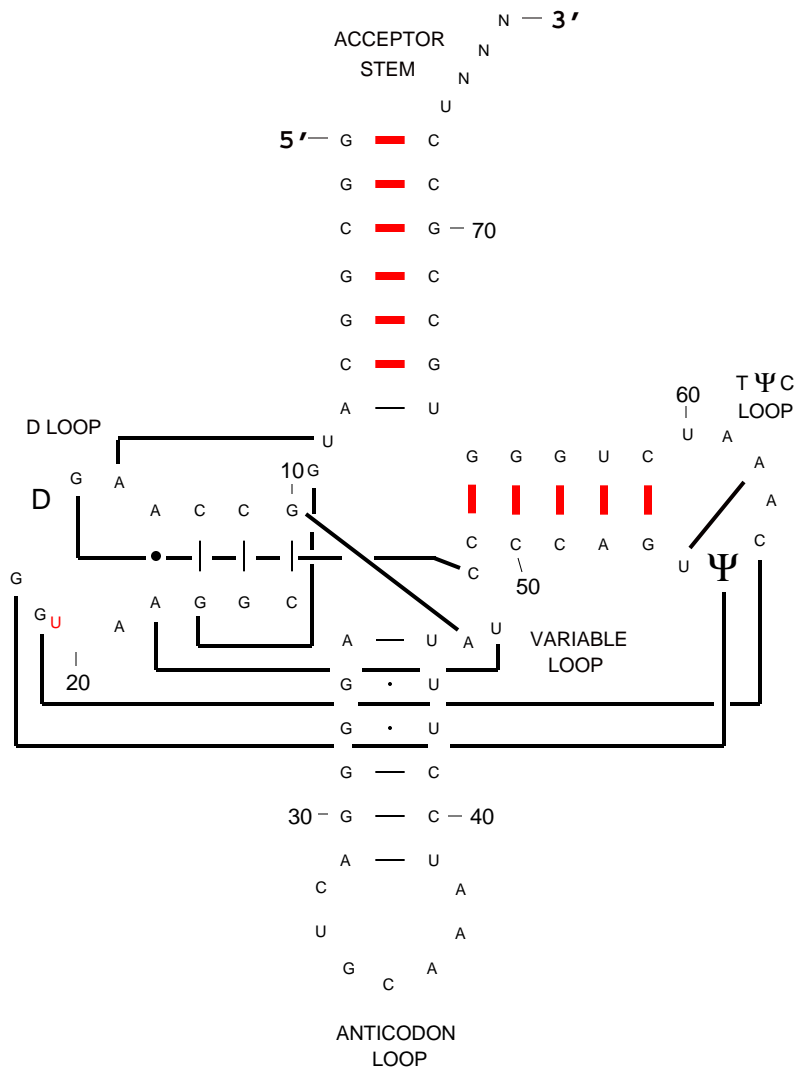 N 3'
ACCEPTOR
STEM
N
N
U
5' G C
G C
C G 70
G C
G C
C G
A U
T Ψ C
LOOP
60
D LOOP
U
U A
G G G U C
A
G A
10 G
D
A C C G
A
C C C A G U Ψ C
C
50
G
G U A A G G C
20
A U A U
VARIABLE
LOOP
G U
G U
G C
30 G C 40
A U
C A
U A
G A
C
ANTICODON
LOOP